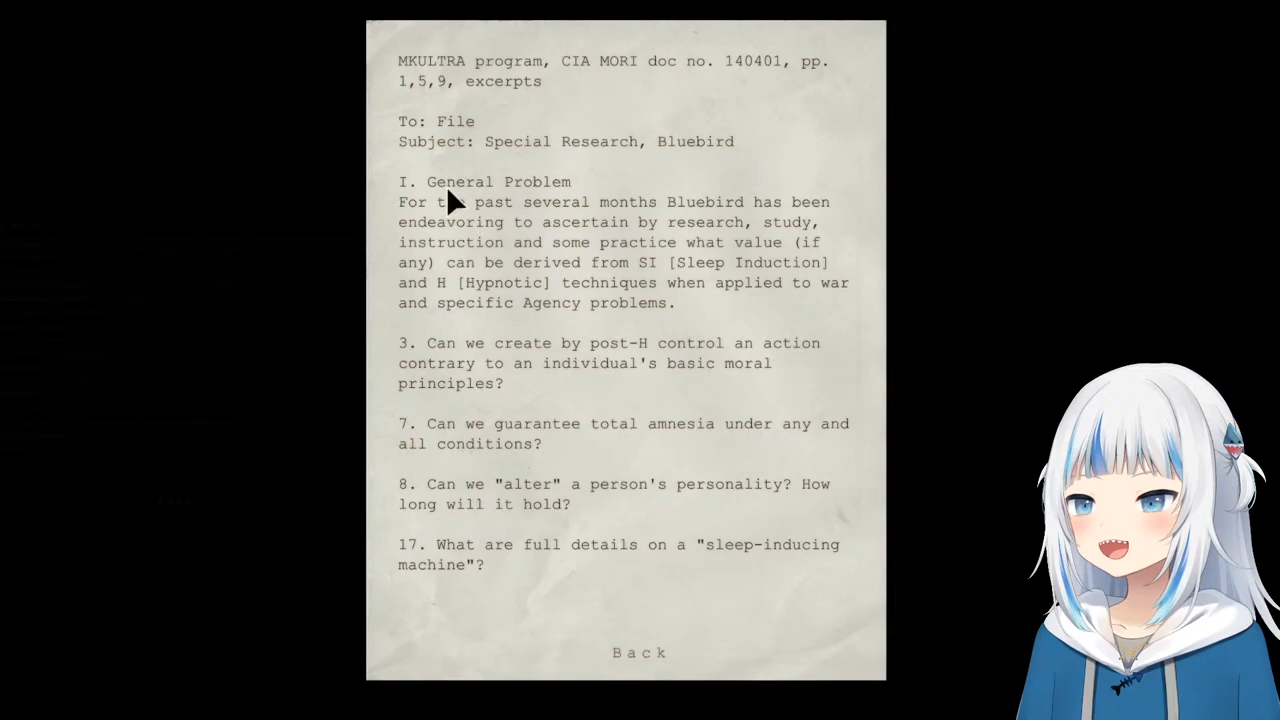 MKULTRA program, CIA MORI doc no. 140401, pp.
1,5,9, excerpts
To: File
Subject: Special Research, Bluebird
I. General Problem
For past several months Bluebird has been
endeavoring to ascertain by research, study,
instruction and some practice what value (if
any) can be derived from SI [Sleep Induction]
and H [Hypnotic] techniques when applied to war
and specific Agency problems.
3. Can we create by post-H control an action
contrary to an individual's basic moral
principles?
7. Can we guarantee total amnesia under any and
all conditions?
8. Can we "alter" a person's personality? How
long will it hold?
17. What are full details on a "sleep-inducing
machine"?
Back